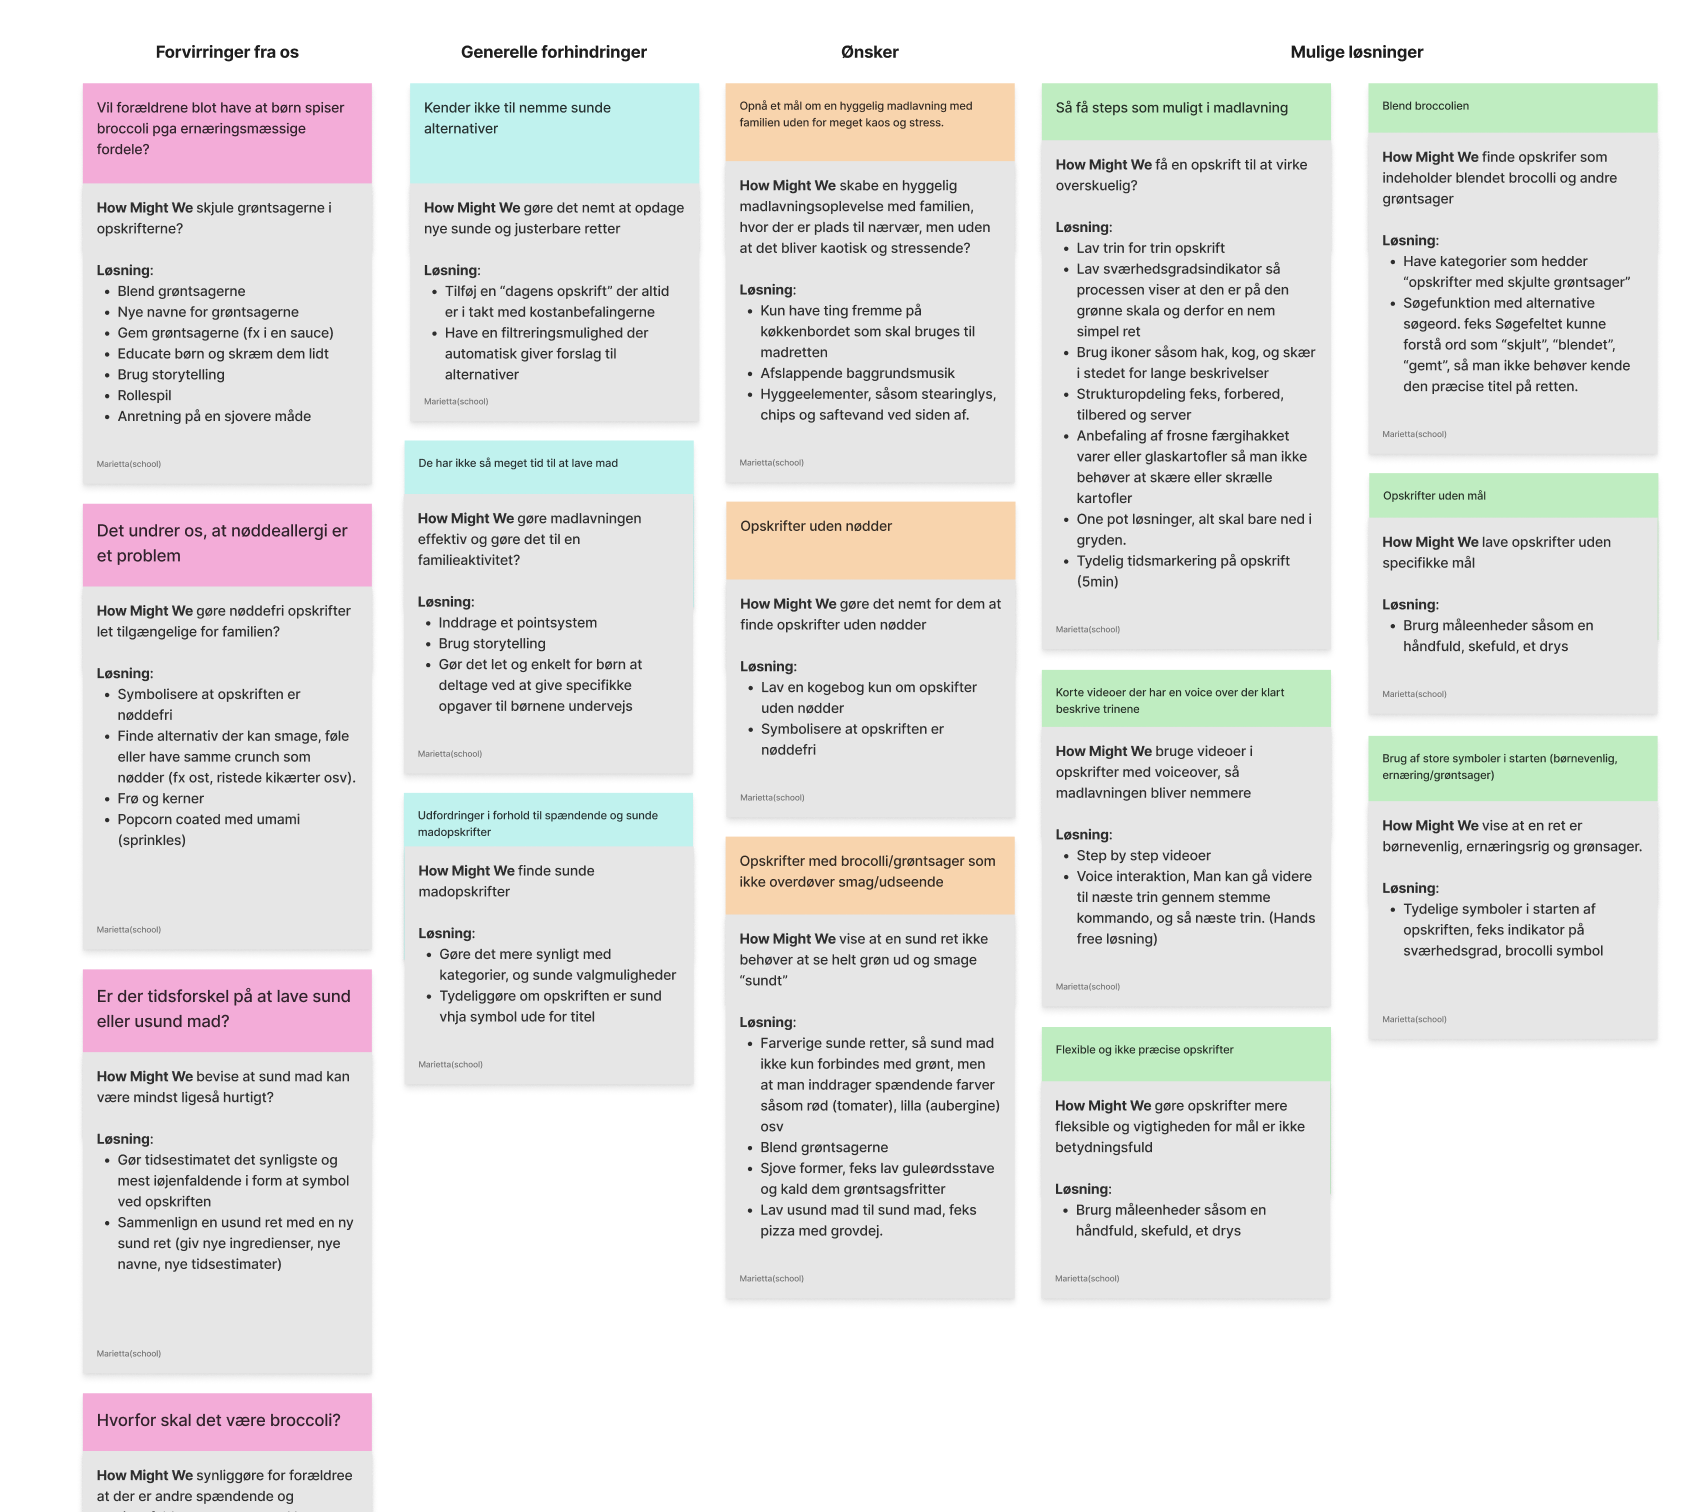 Forvirringer fra os
Vil forældrene blot have at børn spiser
broccoli pga ernæringsmæssige
fordele?
How Might We skjule grøntsagerne i
opskrifterne?
Løsning:
• Blend grøntsagerne
• Nye navne for grøntsagerne
• Gem grøntsagerne (fx i en sauce)
• Educate børn og skræm dem lidt
• Brug storytelling
• Rollespil
• Anretning på en sjovere måde
Marietta(school)
Det undrer os, at nøddeallergi er
et problem
How Might We gøre nøddefri opskrifter
let tilgængelige for familien?
Løsning:
• Symbolisere at opskriften er
nøddefri
• Finde alternativ der kan smage, føle
eller have samme crunch som
nødder (fx ost, ristede kikærter osv).
• Frø og kerner
• Popcorn coated med umami
(sprinkles)
Marietta(school)
Er der tidsforskel på at lave sund
eller usund mad?
How Might We bevise at sund mad kan
være mindst ligeså hurtigt?
Løsning:
• Gør tidsestimatet det synligste og
mest iøjenfaldende i form at symbol
ved opskriften
• Sammenlign en usund ret med en ny
sund ret (giv nye ingredienser, nye
navne, nye tidsestimater)
Marietta(school)
Hvorfor skal det være broccoli?
How Might We synliggøre for forældree
at der er andre spændende og
Generelle forhindringer
Kender ikke til nemme sunde
alternativer
How Might We gøre det nemt at opdage
nye sunde og justerbare retter
Løsning:
• Tilføj en “dagens opskrift” der altid
er i takt med kostanbefalingerne
• Have en filtreringsmulighed der
automatisk giver forslag til
alternativer
Marietta(school)
De har ikke så meget tid til at lave mad
How Might We gøre madlavningen
effektiv og gøre det til en
familieaktivitet?
Løsning:
• Inddrage et pointsystem
• Brug storytelling
• Gør det let og enkelt for børn at
deltage ved at give specifikke
opgaver til børnene undervejs
Marietta(school)
Udfordringer i forhold til spændende og sunde
madopskrifter
How Might We finde sunde
madopskrifter
Løsning:
• Gøre det mere synligt med
kategorier, og sunde valgmuligheder
• Tydeliggøre om opskriften er sund
vhja symbol ude for titel
Marietta(school)
Ønsker
Opnå et mål om en hyggelig madlavning med
familien uden for meget kaos og stress.
How Might We skabe en hyggelig
madlavningsoplevelse med familien,
hvor der er plads til nærvær, men uden
at det bliver kaotisk og stressende?
Løsning:
• Kun have ting fremme på
køkkenbordet som skal bruges til
madretten
• Afslappende baggrundsmusik
• Hyggeelementer, såsom stearinglys,
chips og saftevand ved siden af.
Marietta(school)
Opskrifter uden nødder
How Might We gøre det nemt for dem at
finde opskrifter uden nødder
Løsning:
• Lav en kogebog kun om opskifter
uden nødder
• Symbolisere at opskriften er
nøddefri
Marietta(school)
Opskrifter med brocolli/grøntsager som
ikke overdøver smag/udseende
How Might We vise at en sund ret ikke
behøver at se helt grøn ud og smage
“sundt”
Løsning:
• Farverige sunde retter, så sund mad
ikke kun forbindes med grønt, men
at man inddrager spændende farver
såsom rød (tomater), lilla (aubergine)
osv
• Blend grøntsagerne
• Sjove former, feks lav guleørdsstave
og kald dem grøntsagsfritter
• Lav usund mad til sund mad, feks
pizza med grovdej.
Marietta(school)
Mulige løsninger
Så få steps som muligt i madlavning
How Might We få en opskrift til at virke
overskuelig?
Løsning:
• Lav trin for trin opskrift
• Lav sværhedsgradsindikator så
processen viser at den er på den
grønne skala og derfor en nem
simpel ret
• Brug ikoner såsom hak, kog, og skær
i stedet for lange beskrivelser
• Strukturopdeling feks, forbered,
tilbered og server
• Anbefaling af frosne færgihakket
varer eller glaskartofler så man ikke
behøver at skære eller skrælle
kartofler
• One pot løsninger, alt skal bare ned i
gryden.
• Tydelig tidsmarkering på opskrift
(5min)
Marietta(school)
Korte videoer der har en voice over der klart
beskrive trinene
How Might We bruge videoer i
opskrifter med voiceover, så
madlavningen bliver nemmere
Løsning:
• Step by step videoer
• Voice interaktion, Man kan gå videre
til næste trin gennem stemme
kommando, og så næste trin. (Hands
free løsning)
Marietta(school)
Flexible og ikke præcise opskrifter
How Might We gøre opskrifter mere
fleksible og vigtigheden for mål er ikke
betydningsfuld
Løsning:
• Brurg måleenheder såsom en
håndfuld, skefuld, et drys
Marietta(school)
Blend broccolien
How Might We finde opskrifer som
indeholder blendet brocolli og andre
grøntsager
Løsning:
• Have kategorier som hedder
“opskrifter med skjulte grøntsager”
• Søgefunktion med alternative
søgeord. feks Søgefeltet kunne
forstå ord som “skjult”, “blendet”,
“gemt”, så man ikke behøver kende
den præcise titel på retten.
Marietta(school)
Opskrifter uden mål
How Might We lave opskrifter uden
specifikke mål
Løsning:
• Brurg måleenheder såsom en
håndfuld, skefuld, et drys
Marietta(school)
Brug af store symboler i starten (børnevenlig,
ernæring/grøntsager)
How Might We vise at en ret er
børnevenlig, ernæringsrig og grønsager.
Løsning:
• Tydelige symboler i starten af
opskriften, feks indikator på
sværhedsgrad, brocolli symbol
Marietta(school)